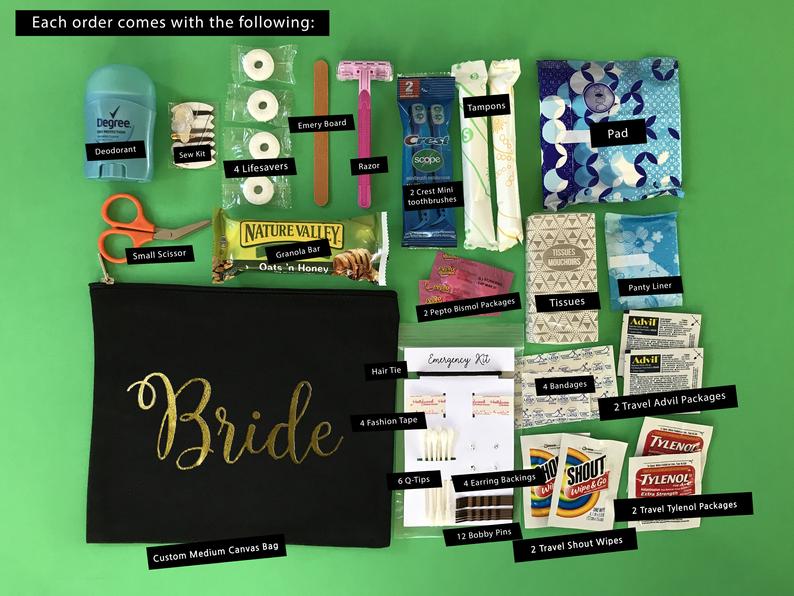 Each order comes with the following:
Degree
Deodorant
Sew Kit
4 Lifesavers
Emery Board
Razor
2
Crest
Scope
2 Crest Mini
toothbrushes
Tampons
Pad
Small Scissor
NATURE VALLEY
Granola Bar
Oats 'n Honey
2 Pepto Bismol Packages
TISSUES
MOUCHOIRS
Tissues
Panty Liner
Advil
Advil
2 Travel Advil Packages
Emergency Kit
Hair Tie
4 Fashion Tape
6 Q-Tips
4 Earring Backings
12 Bobby Pins
4 Bandages
SHOUT
Wipe & Go
2 Travel Shout Wipes
TYLENOL
TYLENOL
Extra Strength
2 Travel Tylenol Packages
Bride
Custom Medium Canvas Bag